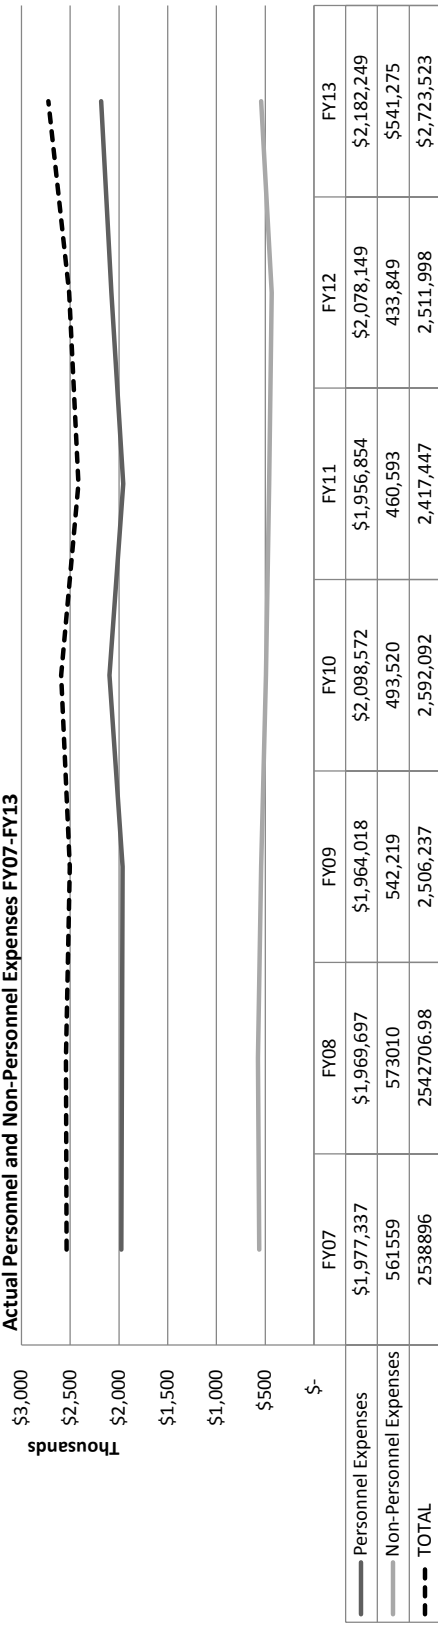 Actual Personnel and Non-Personnel Expenses FY07-FY13
Thousands
$3,000
$2,500
$2,000
$1,500
$1,000
$500
$-
FY07 FY08 FY09 FY10 FY11 FY12 FY13
Personnel Expenses $1,977,337 $1,969,697 $1,964,018 $2,098,572 $1,956,854 $2,078,149 $2,182,249
Non-Personnel Expenses 561559 573010 542,219 493,520 460,593 433,849 $541,275
TOTAL 2538896 2542706.98 2,506,237 2,592,092 2,417,447 2,511,998 $2,723,523